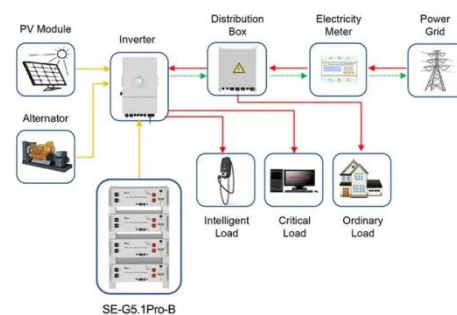 PV Module
Inverter
Distribution
Box
Electricity
Meter
Power
Grid
Alternator
Intelligent
Load
Critical
Load
Ordinary
Load
SE-G5.1Pro-B